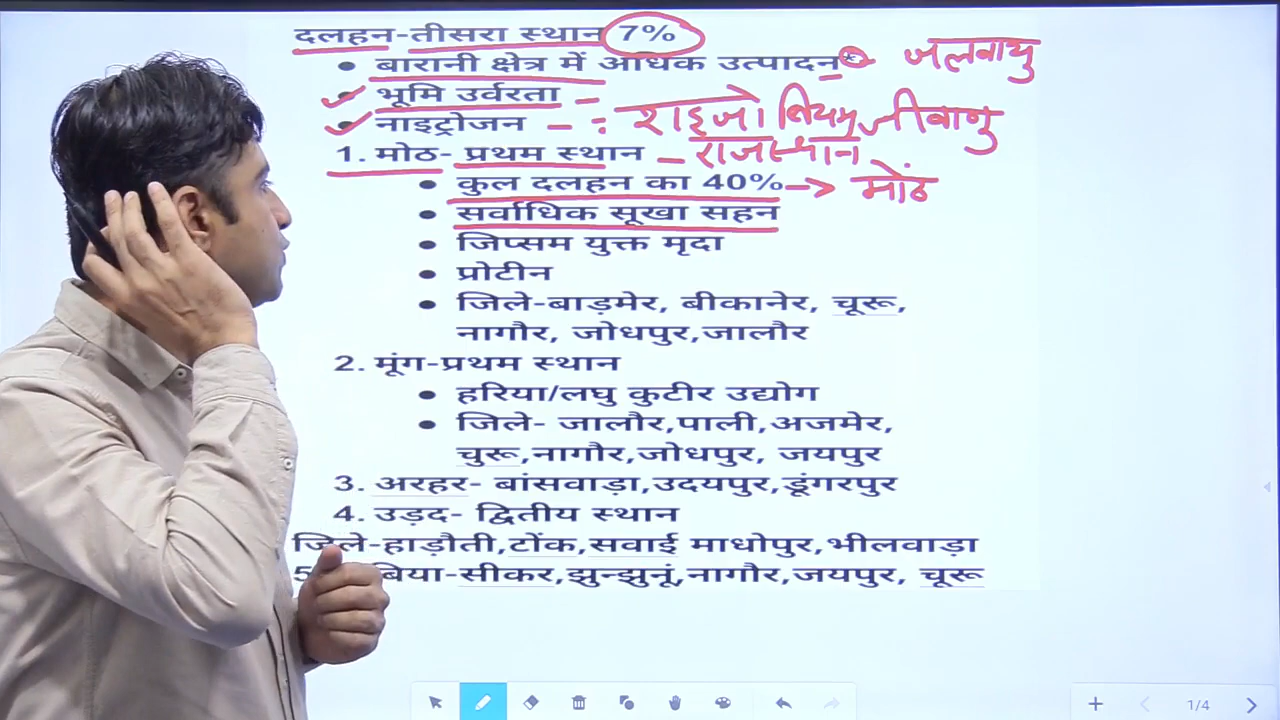 दलहन-तीसरा स्थान 7%
बारानी क्षेत्र में अधिक उत्पादन जलवायु
भूमि उर्वरता
नाइट्रोजन - : राइजोबियम जीवाणु
1. मोठ- प्रथम स्थान - राजस्थान
कुल दलहन का 40% -> मोंठ
सर्वाधिक सूखा सहन
जिप्सम युक्त मृदा
प्रोटीन
जिले-बाड़मेर, बीकानेर, चूरू,
नागौर, जोधपुर,जालौर
2. मूंग-प्रथम स्थान
हरिया/लघु कुटीर उद्योग
जिले- जालौर,पाली,अजमेर,
चुरू,नागौर,जोधपुर, जयपुर
3. अरहर- बांसवाड़ा,उदयपुर,डूंगरपुर
4. उड़द- द्वितीय स्थान
जिले-हाड़ौती,टोंक,सवाई माधोपुर,भीलवाड़ा
सीकर,झुन्झुनूं,नागौर,जयपुर, चूरू
1/4